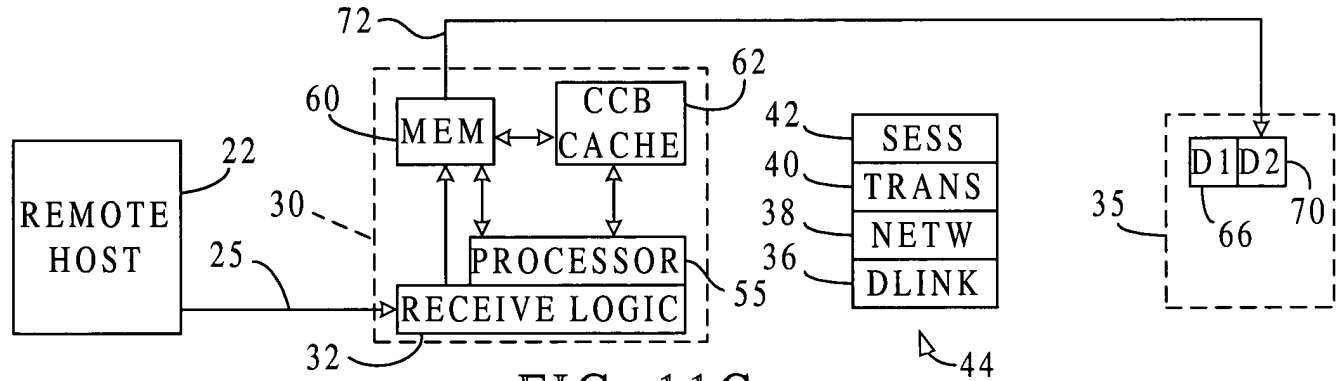 72
60
MEM
CCB
CACHE
62
22
REMOTE
HOST
25
30
PROCESSOR
RECEIVE LOGIC
55
32
42
SESS
40
TRANS
38
NETW
36
DLINK
44
D1 D2
35
66
70